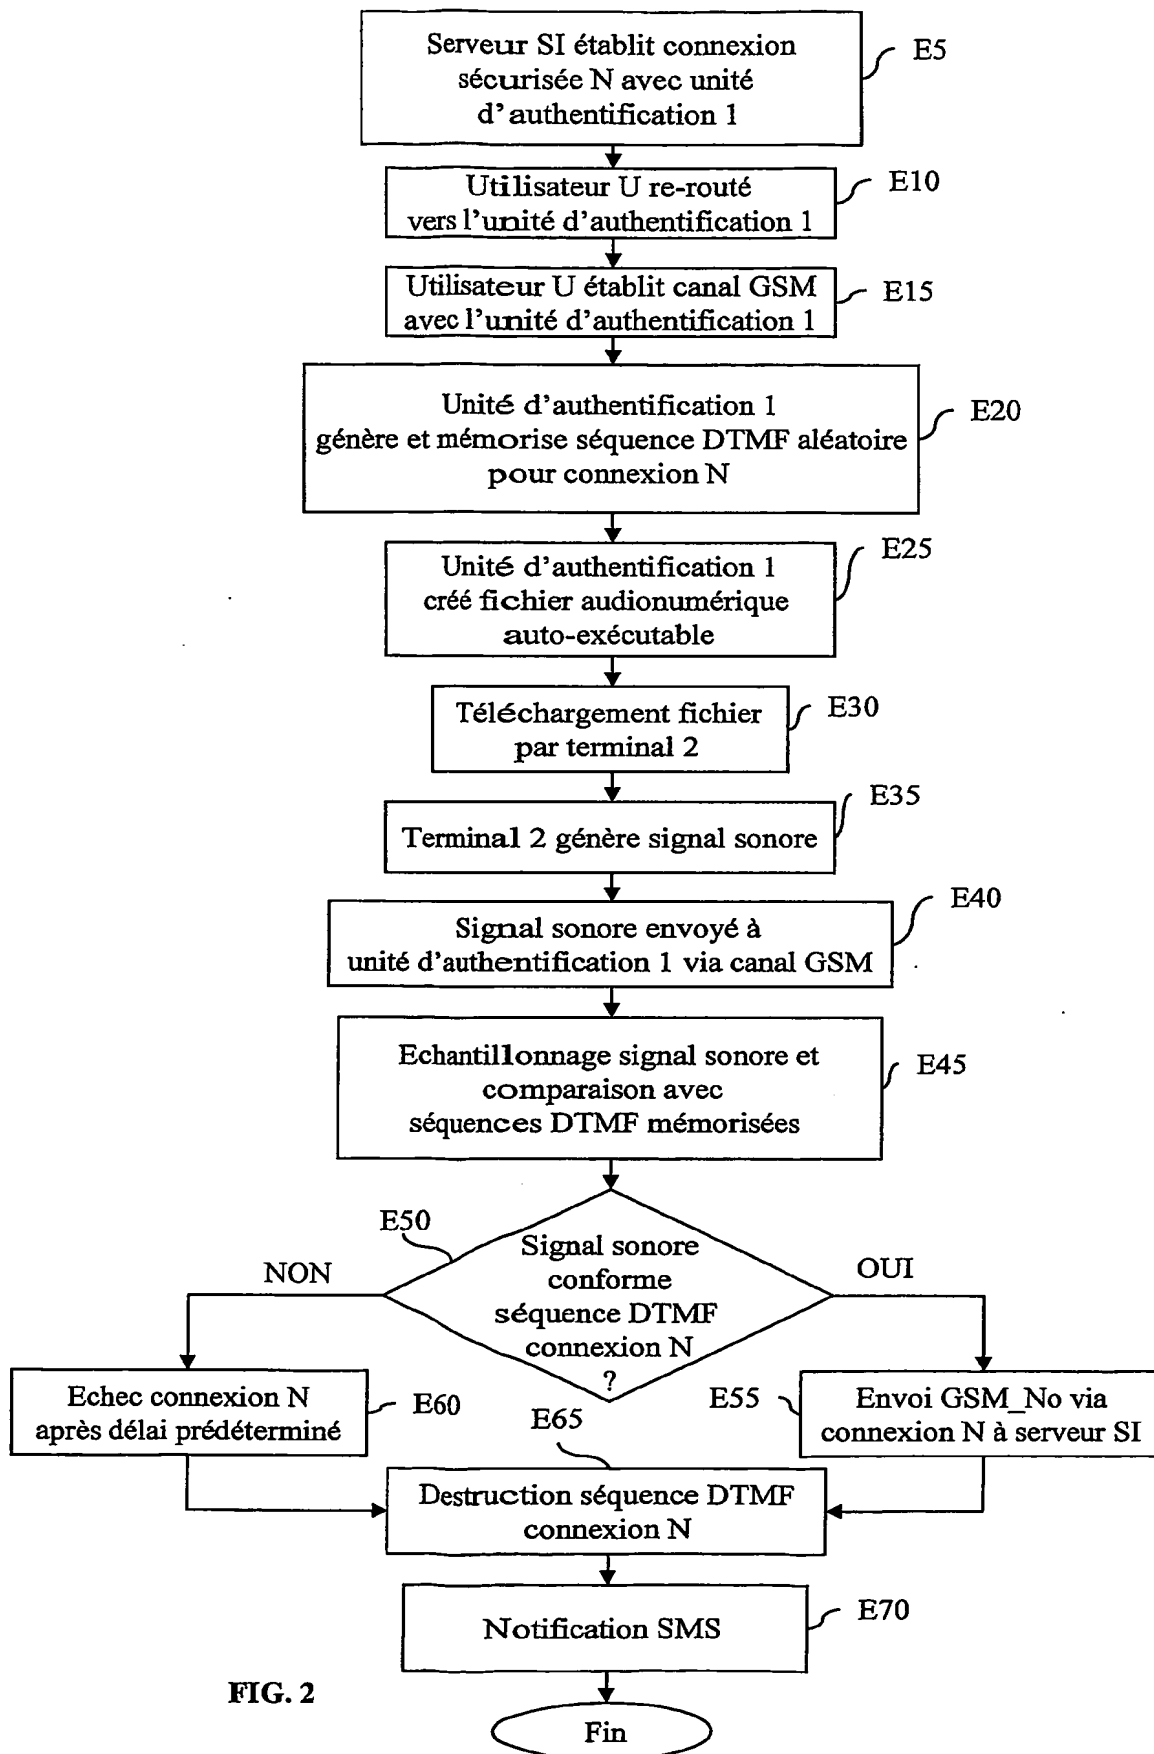 Serveur SI établit connexion
sécurisée N avec unité
d'authentification 1
E5
Utilisateur U re-routé
vers l'unité d'authentification 1
E10
Utilisateur U établit canal GSM
avec l'unité d'authentification 1
E15
Unité d'authentification 1
génère et mémorise séquence DTMF aléatoire
pour connexion N
E20
Unité d'authentification 1
créé fichier audionumérique
auto-exécutable
E25
Téléchargement fichier
par terminal 2
E30
Terminal 2 génère signal sonore
E35
Signal sonore envoyé à
unité d'authentification 1 via canal GSM
E40
Echantillonnage signal sonore et
comparaison avec
séquences DTMF mémorisées
E45
E50
Signal sonore
conforme
séquence DTMF
connexion N
?
NON
OUI
Echec connexion N
après délai prédéterminé
E60
E55
Envoi GSM_No via
connexion N à serveur SI
E65
Destruction séquence DTMF
connexion N
Notification SMS
E70
FIG. 2
Fin